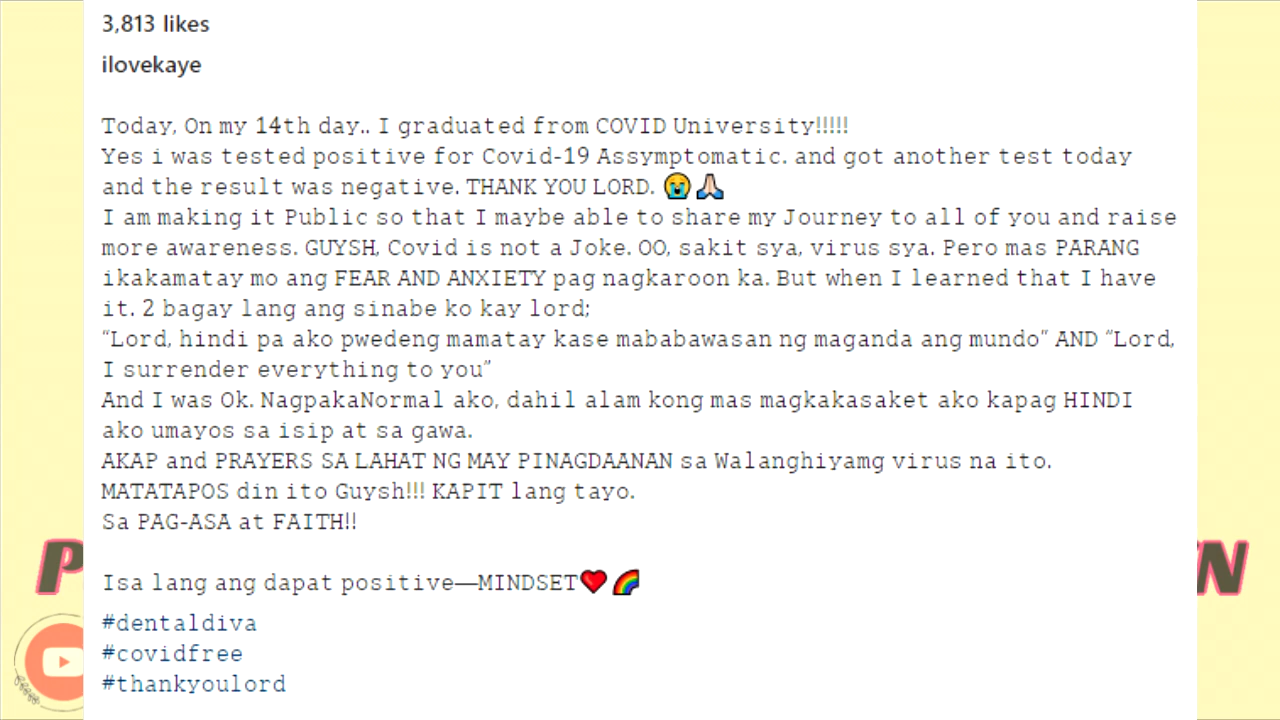 3,813 likes
ilovekaye
Today, On my 14th day.. I graduated from COVID University!!!!!
Yes i was tested positive for Covid-19 Assymptomatic. and got another test today
and the result was negative. THANK YOU LORD. 😭🙏🏻
I am making it Public so that I maybe able to share my Journey to all of you and raise
more awareness. GUYSH, Covid is not a Joke. OO, sakit sya, virus sya. Pero mas PARANG
ikakamatay mo ang FEAR AND ANXIETY pag nagkaroon ka. But when I learned that I have
it. 2 bagay lang ang sinabe ko kay lord;
“Lord, hindi pa ako pwedeng mamatay kase mababawasan ng maganda ang mundo” AND “Lord,
I surrender everything to you”
And I was Ok. NagpakaNormal ako, dahil alam kong mas magkakasaket ako kapag HINDI
ako umayos sa isip at sa gawa.
AKAP and PRAYERS SA LAHAT NG MAY PINAGDAANAN sa Walanghiyamg virus na ito.
MATATAPOS din ito Guysh!!! KAPIT lang tayo.
Sa PAG-ASA at FAITH!!
Isa lang ang dapat positive—MINDSET❤️🌈
#dentaldiva
#covidfree
#thankyoulord